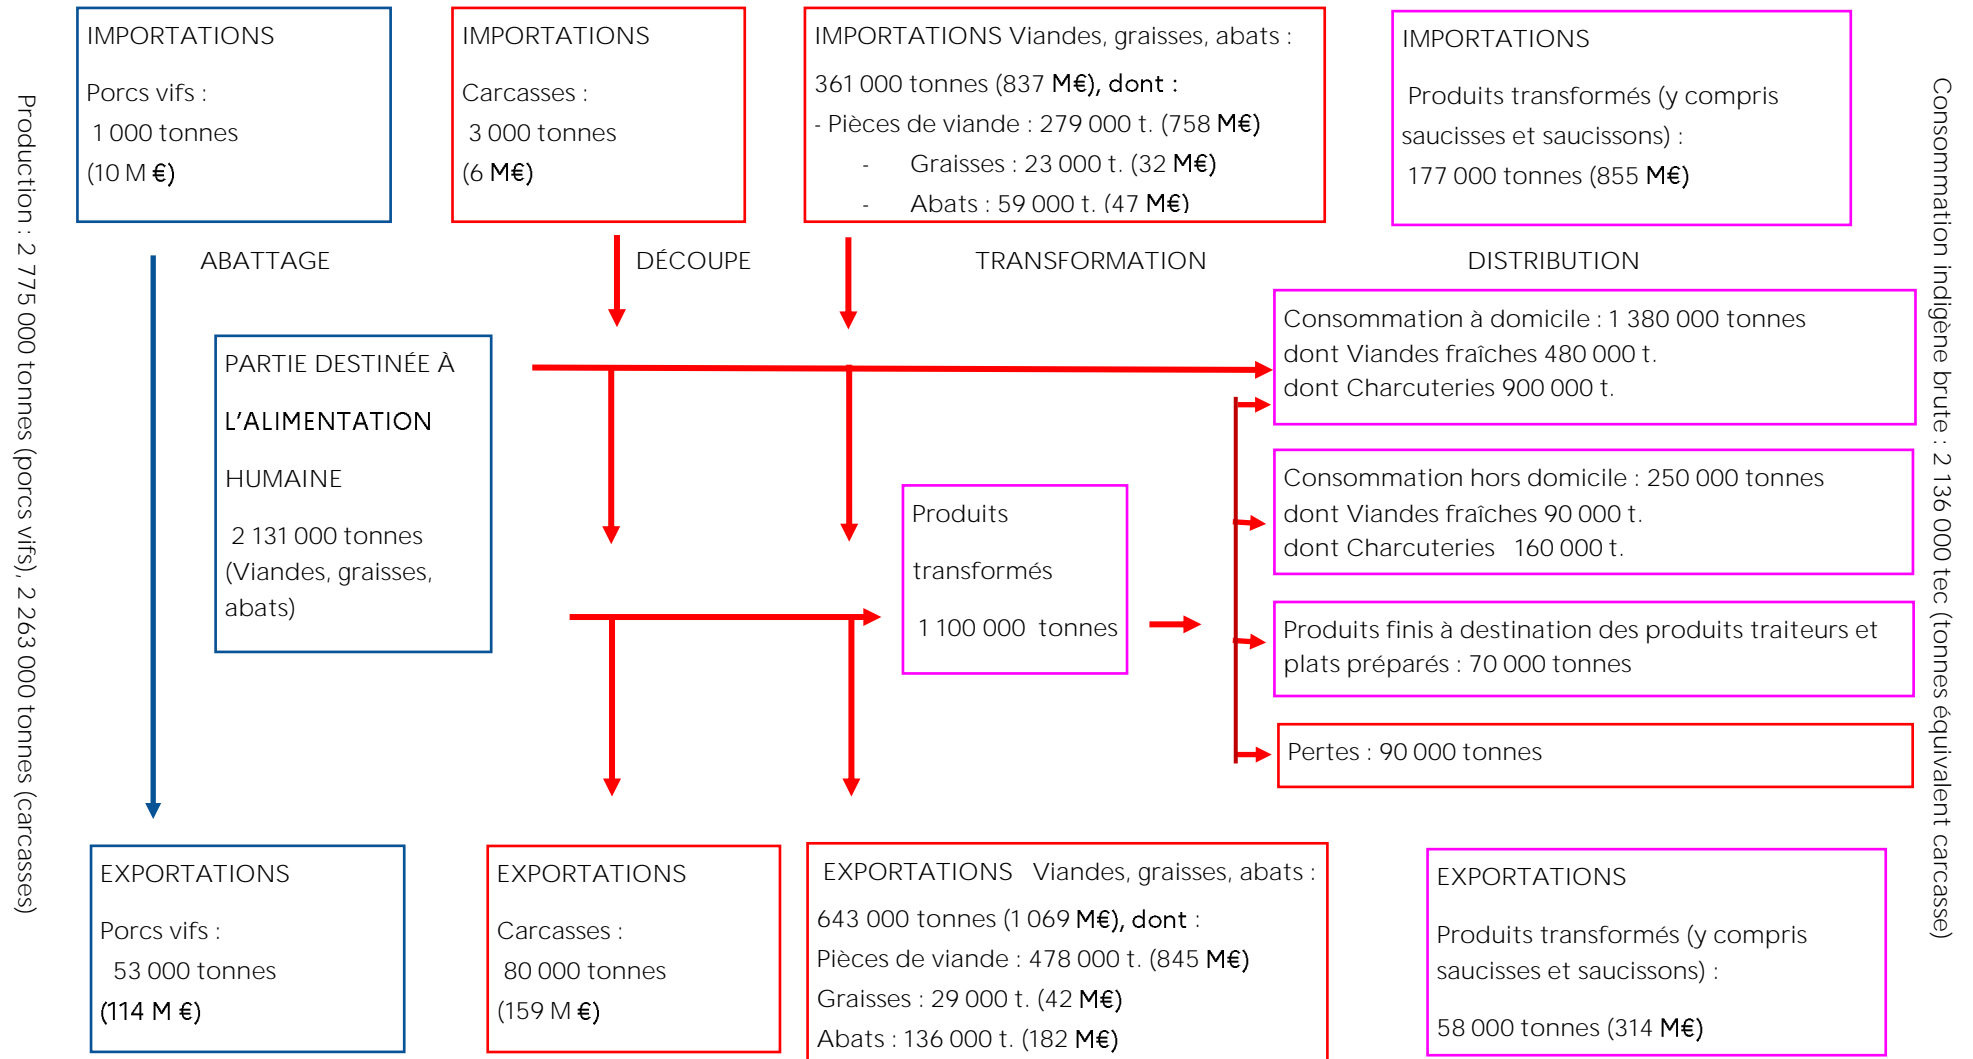 IMPORTATIONS
Porcs vifs :
1 000 tonnes
(10 M €)
IMPORTATIONS
Carcasses :
3 000 tonnes
(6 M€)
IMPORTATIONS Viandes, graisses, abats :
361 000 tonnes (837 M€), dont :
- Pièces de viande : 279 000 t. (758 M€)
- Graisses : 23 000 t. (32 M€)
- Abats : 59 000 t. (47 M€)
IMPORTATIONS
Produits transformés (y compris
saucisses et saucissons) :
177 000 tonnes (855 M€)
Production : 2 775 000 tonnes (porcs vifs), 2 263 000 tonnes (carcasses)
ABATTAGE
DÉCOUPE
TRANSFORMATION
DISTRIBUTION
PARTIE DESTINÉE À
L'ALIMENTATION
HUMAINE
2 131 000 tonnes
(Viandes, graisses,
abats)
Produits
transformés
1 100 000 tonnes
Consommation à domicile : 1 380 000 tonnes
dont Viandes fraîches 480 000 t.
dont Charcuteries 900 000 t.
Consommation hors domicile : 250 000 tonnes
dont Viandes fraîches 90 000 t.
dont Charcuteries 160 000 t.
Produits finis à destination des produits traiteurs et
plats préparés : 70 000 tonnes
Pertes : 90 000 tonnes
Consommation indigène brute : 2 136 000 tec (tonnes équivalent carcasse)
EXPORTATIONS
Porcs vifs :
53 000 tonnes
(114 M €)
EXPORTATIONS
Carcasses :
80 000 tonnes
(159 M €)
EXPORTATIONS Viandes, graisses, abats :
643 000 tonnes (1 069 M€), dont :
Pièces de viande : 478 000 t. (845 M€)
Graisses : 29 000 t. (42 M€)
Abats : 136 000 t. (182 M€)
EXPORTATIONS
Produits transformés (y compris
saucisses et saucissons) :
58 000 tonnes (314 M€)